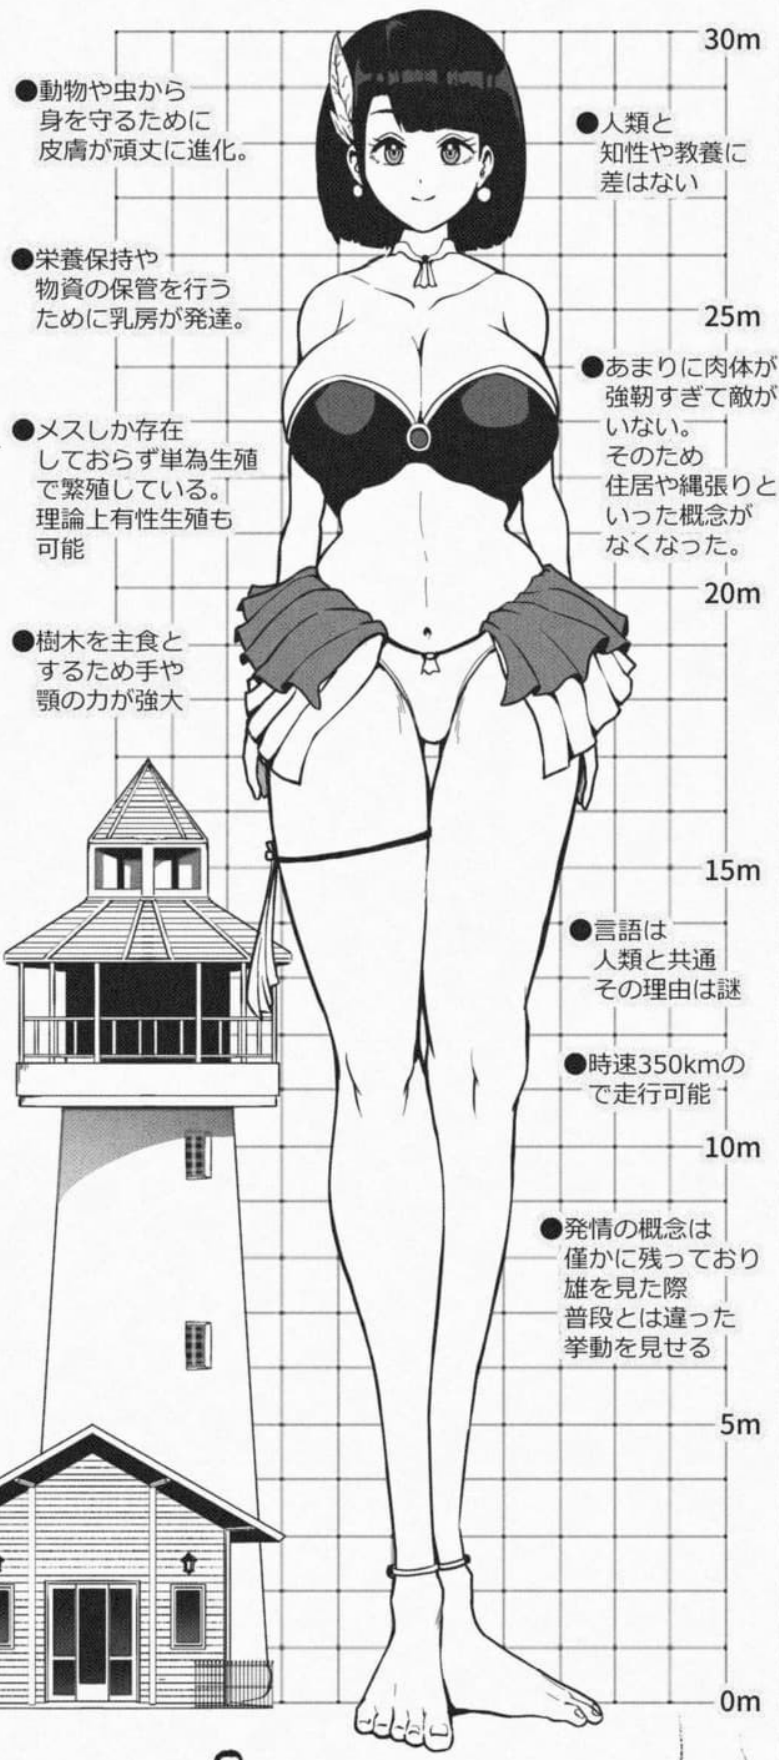 ●動物や虫から
身を守るために
皮膚が頑丈に進化。
●栄養保持や
物資の保管を行う
ために乳房が発達。
●メスしか存在
しておらず単為生殖
で繁殖している。
理論上有性生殖も
可能
●樹木を主食と
するため手や
顎の力が強大
●人類と
知性や教養に
差はない
●あまりに肉体が
強靭すぎて敵が
いない。
そのため
住居や縄張りと
いった概念が
なくなった。
●言語は
人類と共通
その理由は謎
●時速350kmの
で走行可能
●発情の概念は
僅かに残っており
雄を見た際
普段とは違った
挙動を見せる
30m
25m
20m
15m
10m
5m
0m